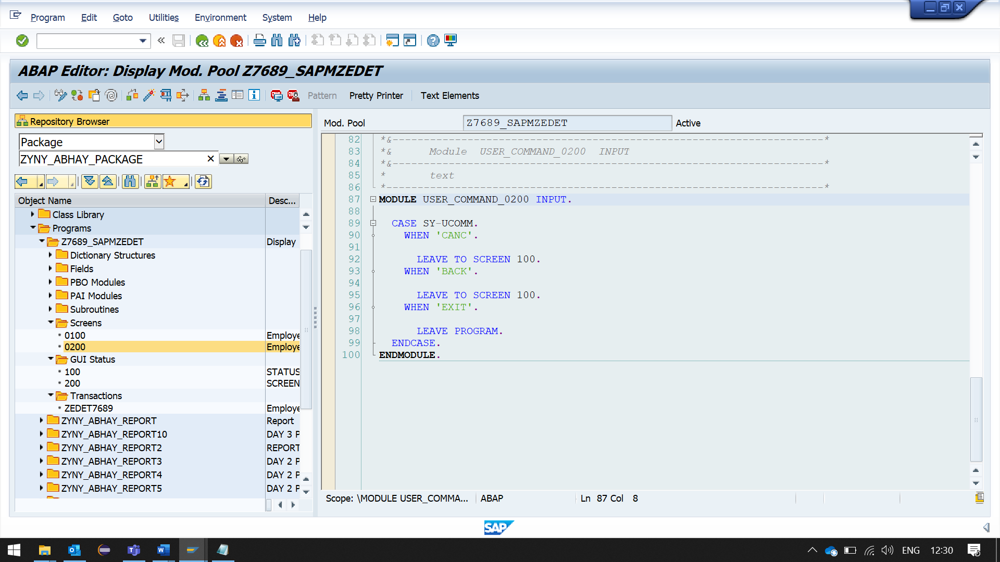 Program Edit Goto Utilities Environment System Help
ABAP Editor: Display Mod. Pool Z7689_SAPMZEDET
Pattern Pretty Printer Text Elements
Repository Browser
Package
ZYNY_ABHAY_PACKAGE
Object Name Desc...
Class Library
Programs
Z7689_SAPMZEDET Display
Dictionary Structures
Fields
PBO Modules
PAI Modules
Subroutines
Screens
0100 Employe
0200 Employe
GUI Status
100 STATUS
200 SCREEN
Transactions
ZEDET7689 Employe
ZYNY_ABHAY_REPORT Report
ZYNY_ABHAY_REPORT10 DAY 3 P
ZYNY_ABHAY_REPORT2 REPORT
ZYNY_ABHAY_REPORT3 DAY 2 P
ZYNY_ABHAY_REPORT4 DAY 2 P
ZYNY_ABHAY_REPORT5 DAY 2 P
Mod. Pool Z7689_SAPMZEDET Active
82 *&---------------------------------------------------------------------*
83 *& Module USER_COMMAND_0200 INPUT
84 *&---------------------------------------------------------------------*
85 * text
86 *----------------------------------------------------------------------*
87 MODULE USER_COMMAND_0200 INPUT.
88
89 CASE SY-UCOMM.
90 WHEN 'CANC'.
91
92 LEAVE TO SCREEN 100.
93 WHEN 'BACK'.
94
95 LEAVE TO SCREEN 100.
96 WHEN 'EXIT'.
97
98 LEAVE PROGRAM.
99 ENDCASE.
100 ENDMODULE.
Scope: \MODULE USER_COMMA... ABAP Ln 87 Col 8
SAP
ENG 12:30